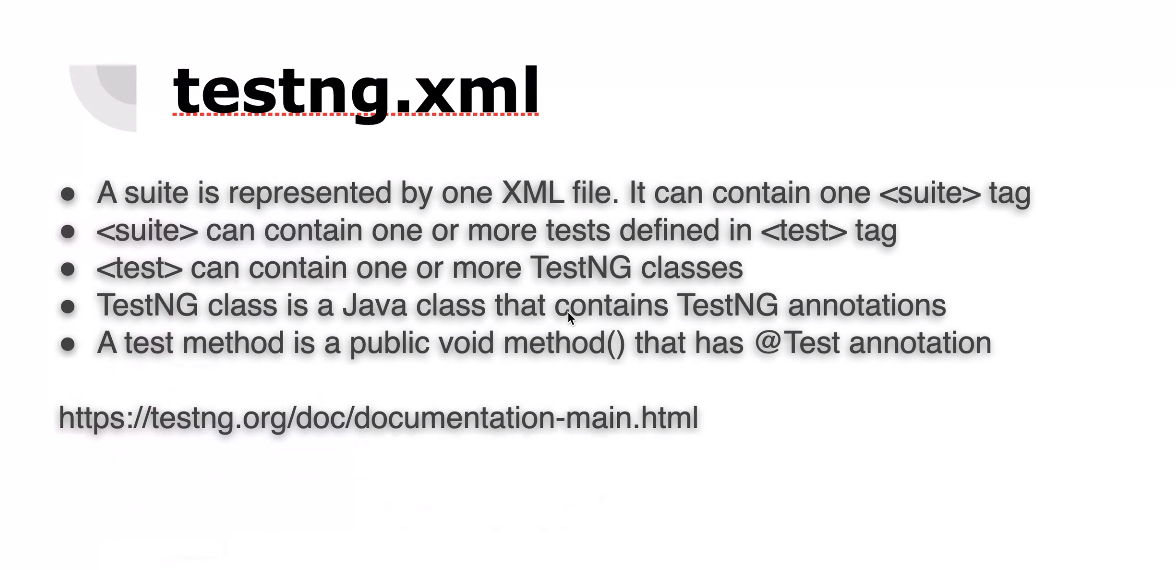 testng.xml
● A suite is represented by one XML file. It can contain one <suite> tag
● <suite> can contain one or more tests defined in <test> tag
● <test> can contain one or more TestNG classes
● TestNG class is a Java class that contains TestNG annotations
● A test method is a public void method() that has @Test annotation
https://testng.org/doc/documentation-main.html